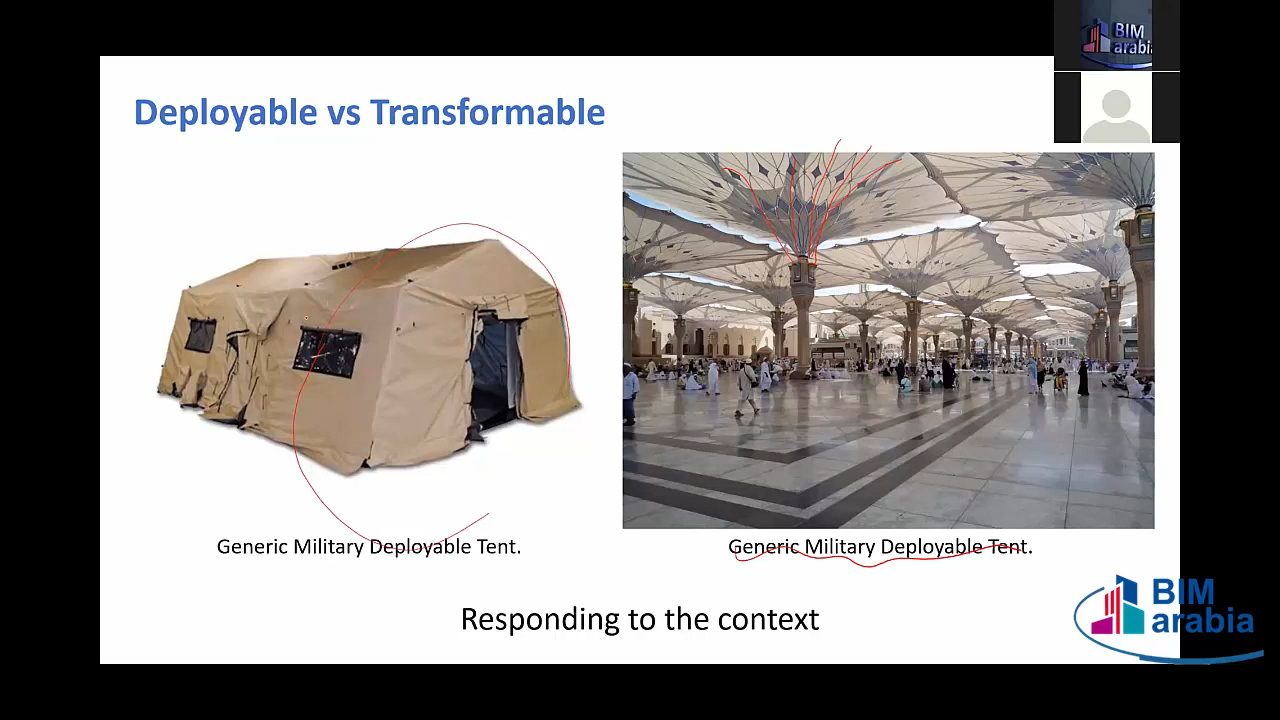 BIM
arabia
Deployable vs Transformable
Generic Military Deployable Tent.
Generic Military Deployable Tent.
Responding to the context
BIM
arabia